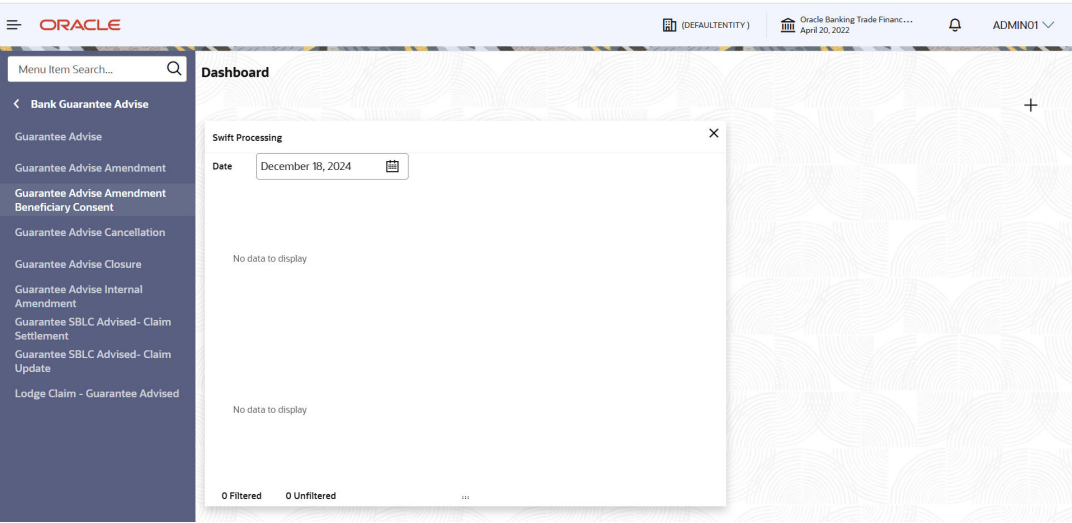 ORACLE
(DEFAULTENTITY )
Oracle Banking Trade Financ...
April 20, 2022
ADMIN01
Menu Item Search...
Dashboard
Bank Guarantee Advise
Guarantee Advise
Guarantee Advise Amendment
Guarantee Advise Amendment
Beneficiary Consent
Guarantee Advise Cancellation
Guarantee Advise Closure
Guarantee Advise Internal
Amendment
Guarantee SBLC Advised- Claim
Settlement
Guarantee SBLC Advised- Claim
Update
Lodge Claim - Guarantee Advised
Swift Processing
Date
December 18, 2024
No data to display
No data to display
0 Filtered
0 Unfiltered